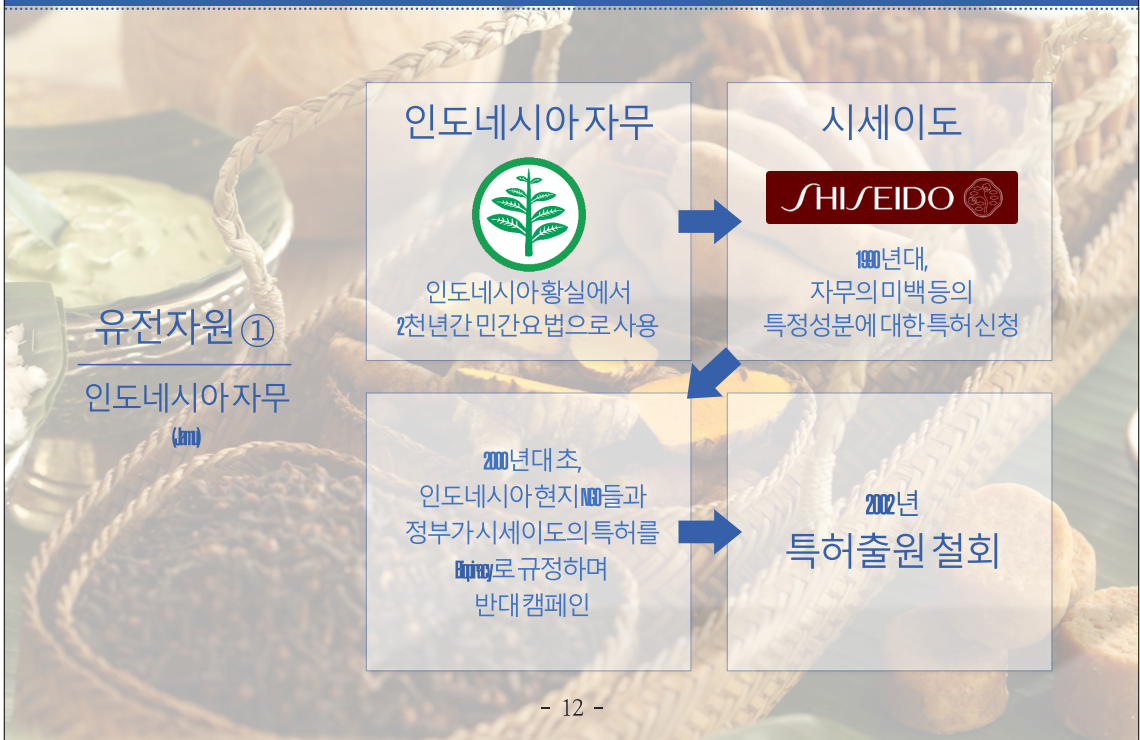 유전자원 ①
인도네시아 자무
(Jamu)
인도네시아 자무
인도네시아 황실에서
2천 년간 민간요법으로 사용
시세이도
SHISEIDO
1990년대,
자무의 미백 등의
특정성분에 대한 특허 신청
2000년대 초,
인도네시아 현지 NGO들과
정부가 시세이도의 특허를
Biopiracy로 규정하며
반대 캠페인
2002년
특허출원 철회
- 12 -